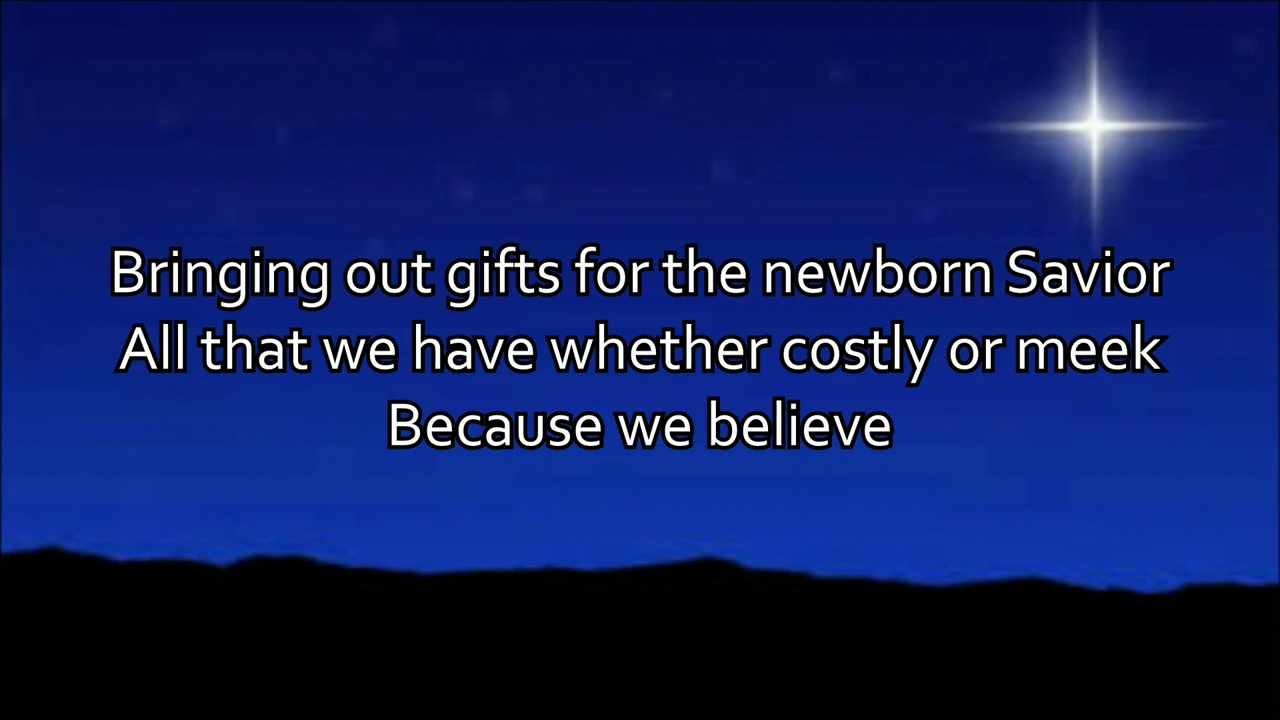 Bringing out gifts for the newborn Savior
All that we have whether costly or meek
Because we believe